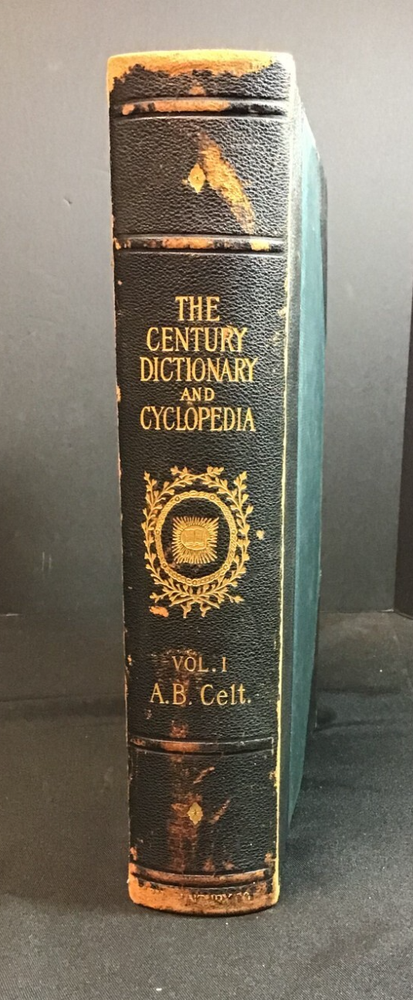 THE
CENTURY
DICTIONARY
AND
CYCLOPEDIA
VOL. I
A.B. Celt.